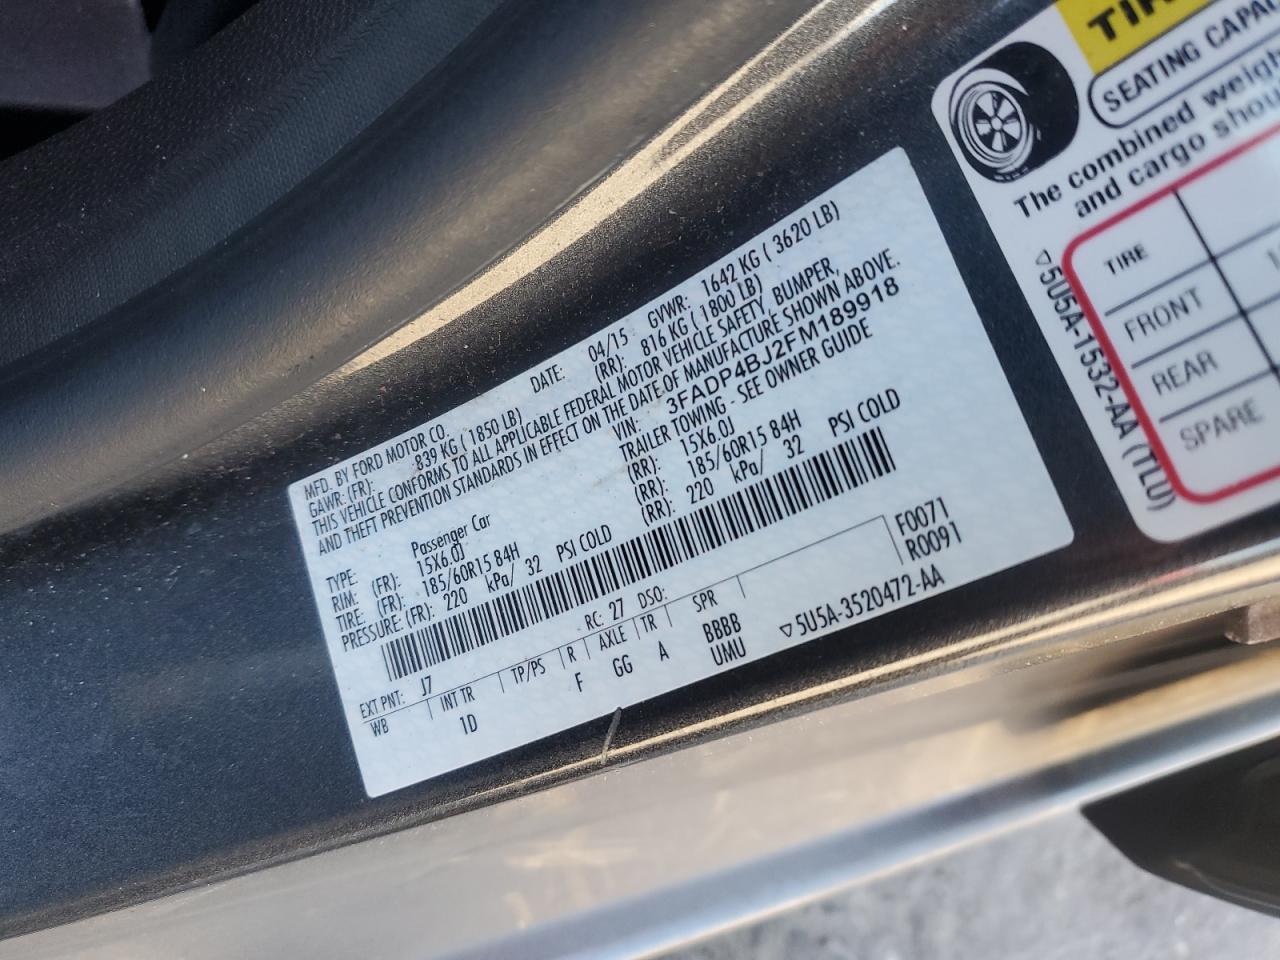 MFD. BY FORD MOTOR CO. DATE: 04/15 GVWR: 1642 KG ( 3620 LB)
GAWR: (FR): 839 KG ( 1850 LB) (RR): 816 KG ( 1800 LB)
THIS VEHICLE CONFORMS TO ALL APPLICABLE FEDERAL MOTOR VEHICLE SAFETY, BUMPER,
AND THEFT PREVENTION STANDARDS IN EFFECT ON THE DATE OF MANUFACTURE SHOWN ABOVE.
VIN: 3FADP4BJ2FM189918
TYPE: Passenger Car TRAILER TOWING - SEE OWNER GUIDE
RIM: (FR): 15X6.0J (RR): 15X6.0J
TIRE: (FR): 185/60R15 84H (RR): 185/60R15 84H
PRESSURE: (FR): 220 kPa/ 32 PSI COLD (RR): 220 kPa/ 32 PSI COLD
EXT PNT: J7 RC: 27 DSO: F0071
WB INT TR TP/PS R AXLE TR SPR R0091
1D F GG A BBBB
UMU
▽5U5A-3520472-AA
TIR
SEATING CAPA
The combined weigh
and cargo shou
TIRE
FRONT
REAR
SPARE
▽5U5A-1532-AA (TLD)